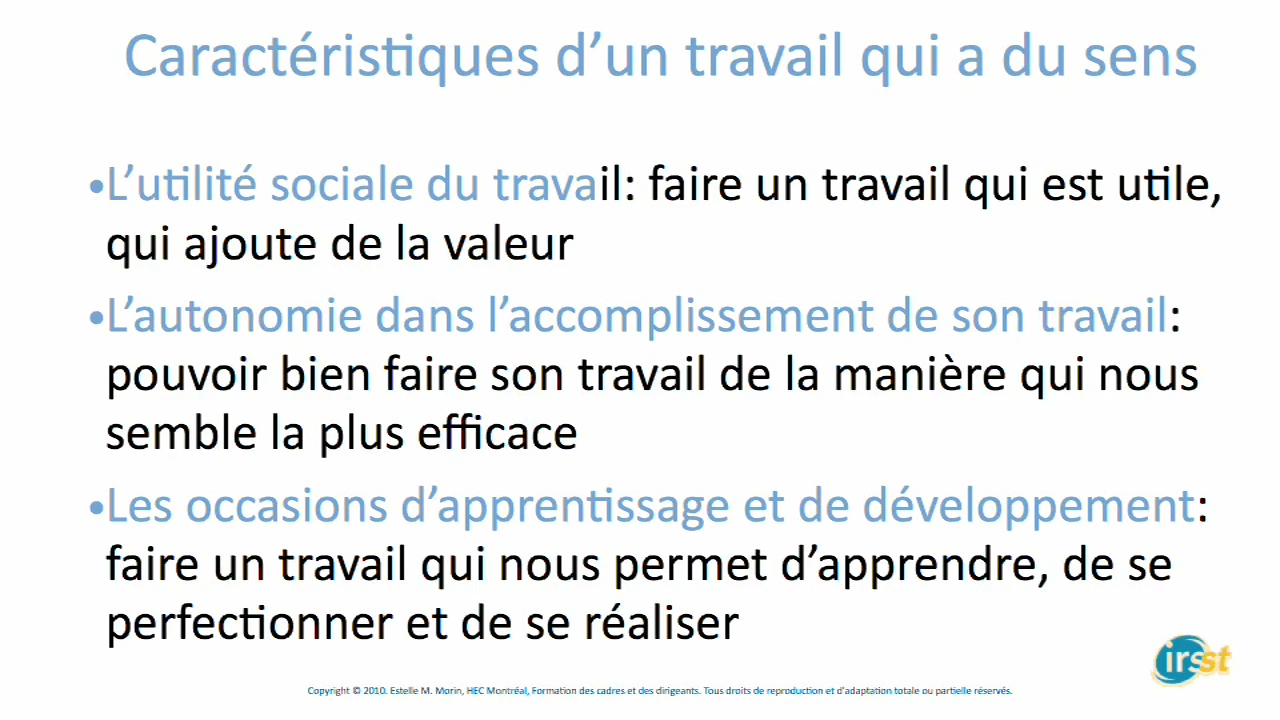 Caractéristiques d’un travail qui a du sens
•L’utilité sociale du travail: faire un travail qui est utile,
qui ajoute de la valeur
•L’autonomie dans l’accomplissement de son travail:
pouvoir bien faire son travail de la manière qui nous
semble la plus efficace
•Les occasions d’apprentissage et de développement:
faire un travail qui nous permet d’apprendre, de se
perfectionner et de se réaliser
irsst
Copyright © 2010. Estelle M. Morin, HEC Montréal, Formation des cadres et des dirigeants. Tous droits de reproduction et d’adaptation totale ou partielle réservés.